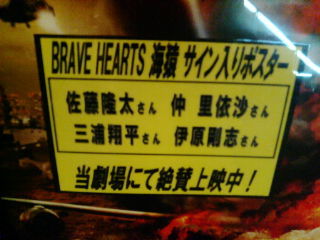 BRAVE HEARTS 海猿 サイン入りポスター
佐藤隆太さん 仲 里依沙さん
三浦翔平さん 伊原剛志さん
当劇場にて絶賛上映中！